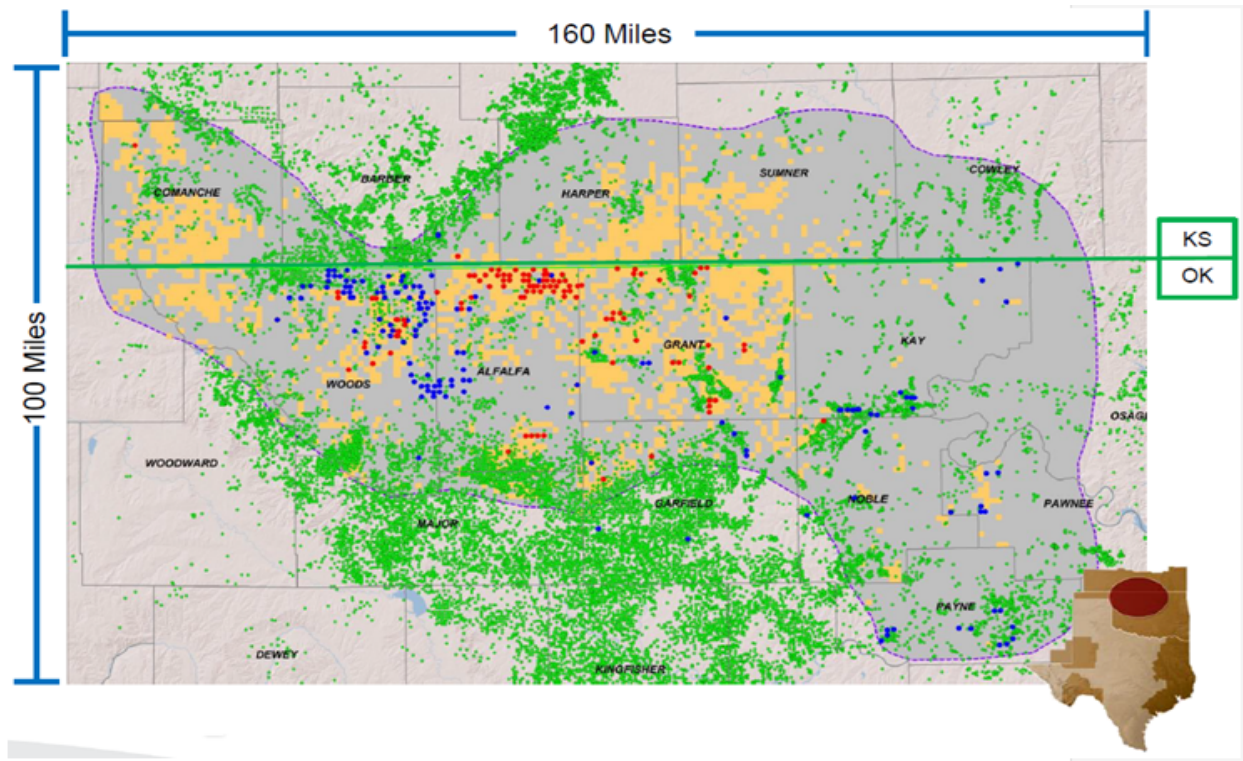 160 Miles
100 Miles
COMANCHE
BARBER
HARPER
SUMNER
COWLEY
KS
OK
WOODS
ALFALFA
GRANT
KAY
OSAG
WOODWARD
MAJOR
GARFIELD
NOBLE
PAWNEE
PAYNE
DEWEY
KINGFISHER